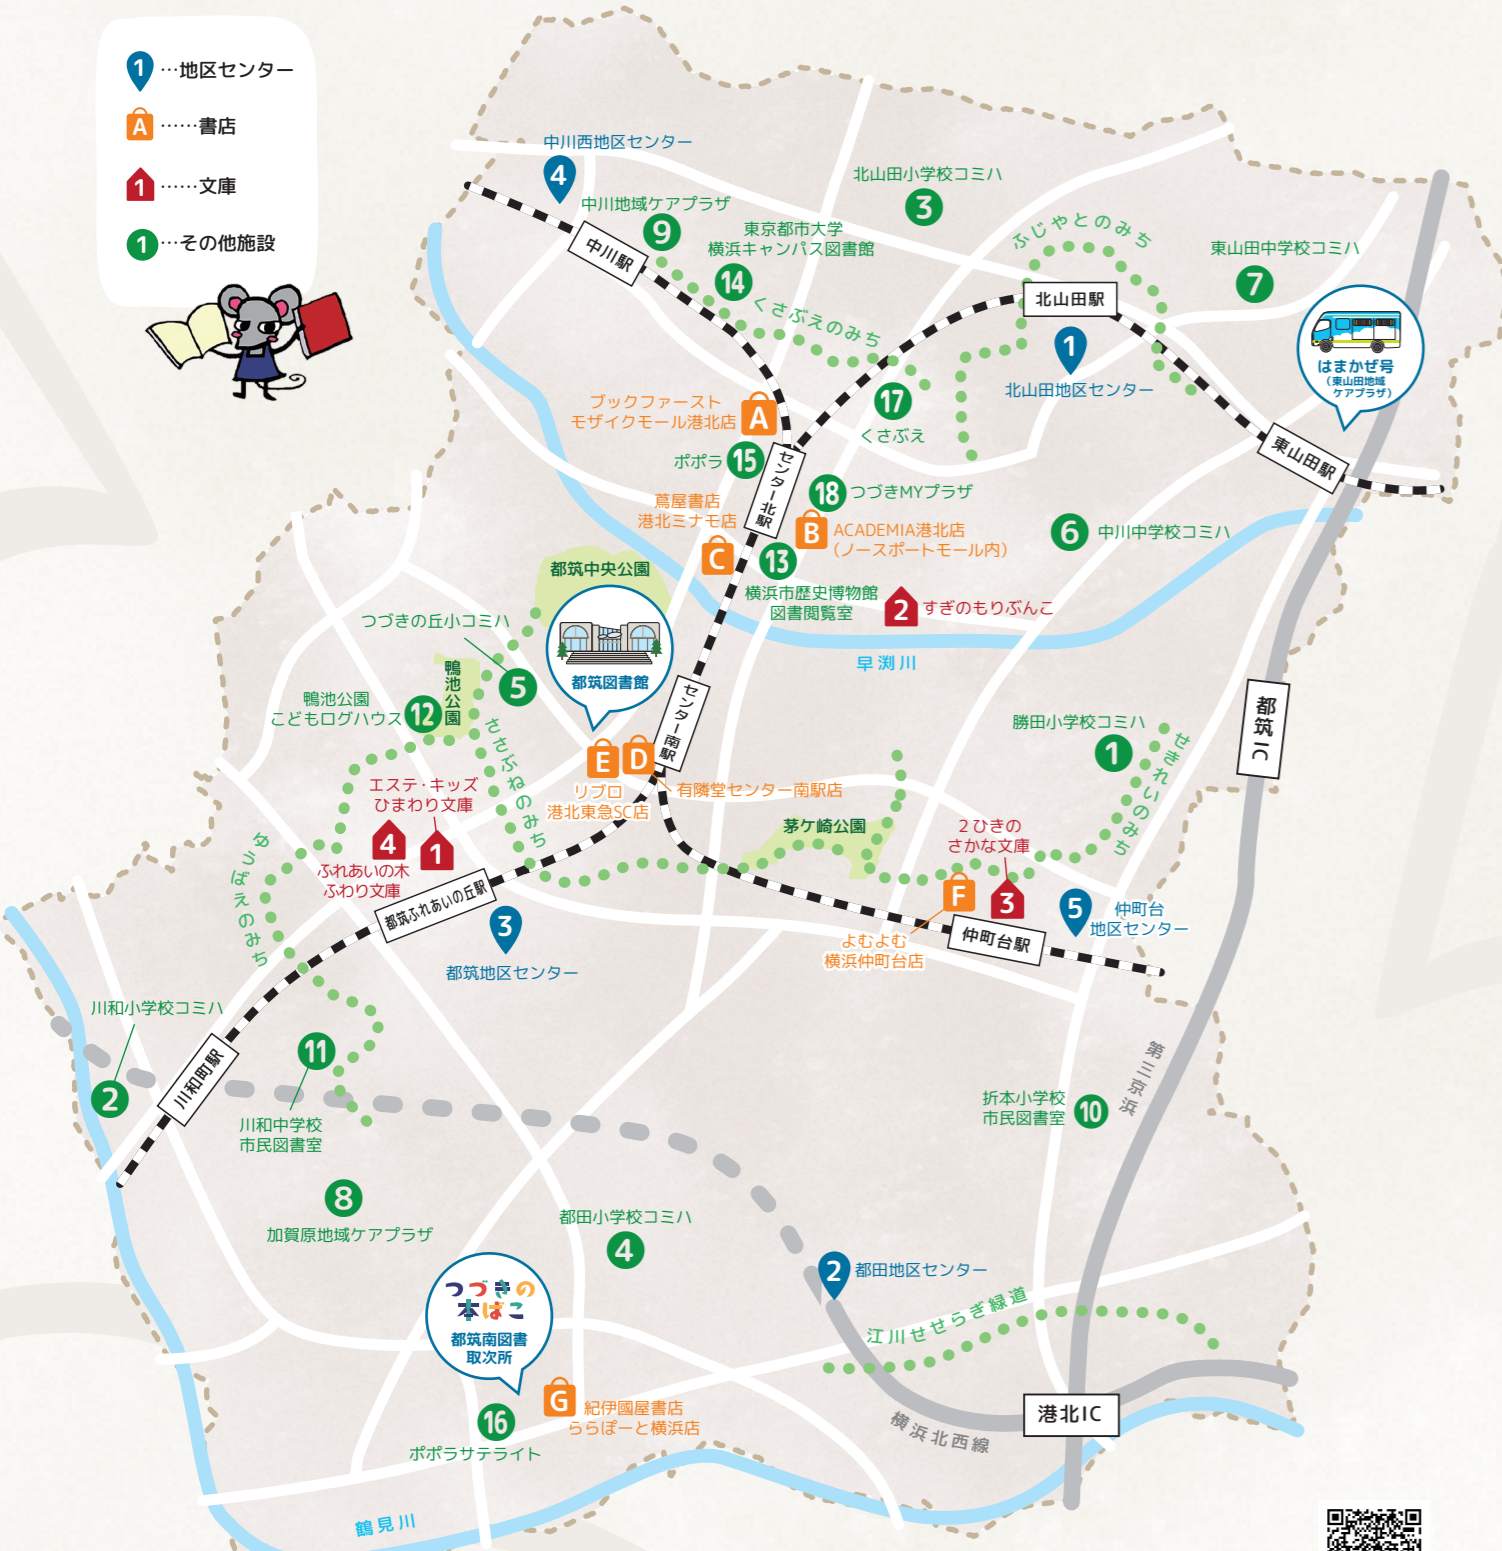 1…地区センター
A……書店
1……文庫
1…その他施設
中川西地区センター
4
中川地域ケアプラザ
9
中川駅
東京都市大学
横浜キャンパス図書館
14
くさぶえのみち
北山田小学校コミハ
3
ふじやとのみち
北山田駅
1
北山田地区センター
東山田中学校コミハ
7
はまかぜ号
（東山田地域
ケアプラザ）
東山田駅
17
くさぶえ
ブックファースト
モザイクモール港北店
A
ポポラ
15
センター北駅
18
つづきMYプラザ
蔦屋書店
港北ミナモ店
C
B
ACADEMIA港北店
（ノースポートモール内）
13
横浜市歴史博物館
図書閲覧室
6
中川中学校コミハ
2
すぎのもりぶんこ
早渕川
都筑中央公園
都筑図書館
つづきの丘小コミハ
5
鴨池公園
鴨池公園
こどもログハウス
12
ささぶねのみち
センター南駅
E
D
リブロ
港北東急SC店
有隣堂センター南駅店
都筑IC
勝田小学校コミハ
1
せきれいのみち
茅ケ崎公園
2ひきの
さかな文庫
3
F
よむよむ
横浜仲町台店
仲町台駅
5
仲町台
地区センター
エステ・キッズ
ひまわり文庫
1
4
ふれあいの木
ふわり文庫
都筑ふれあいの丘駅
3
都筑地区センター
ゆうばえのみち
川和小学校コミハ
2
川和町駅
11
川和中学校
市民図書室
8
加賀原地域ケアプラザ
第三京浜
折本小学校
市民図書室
10
都田小学校コミハ
4
2
都田地区センター
江川せせらぎ緑道
つづきの
本ばこ
都筑南図書
取次所
G
紀伊國屋書店
ららぽーと横浜店
16
ポポラサテライト
横浜北西線
港北IC
鶴見川